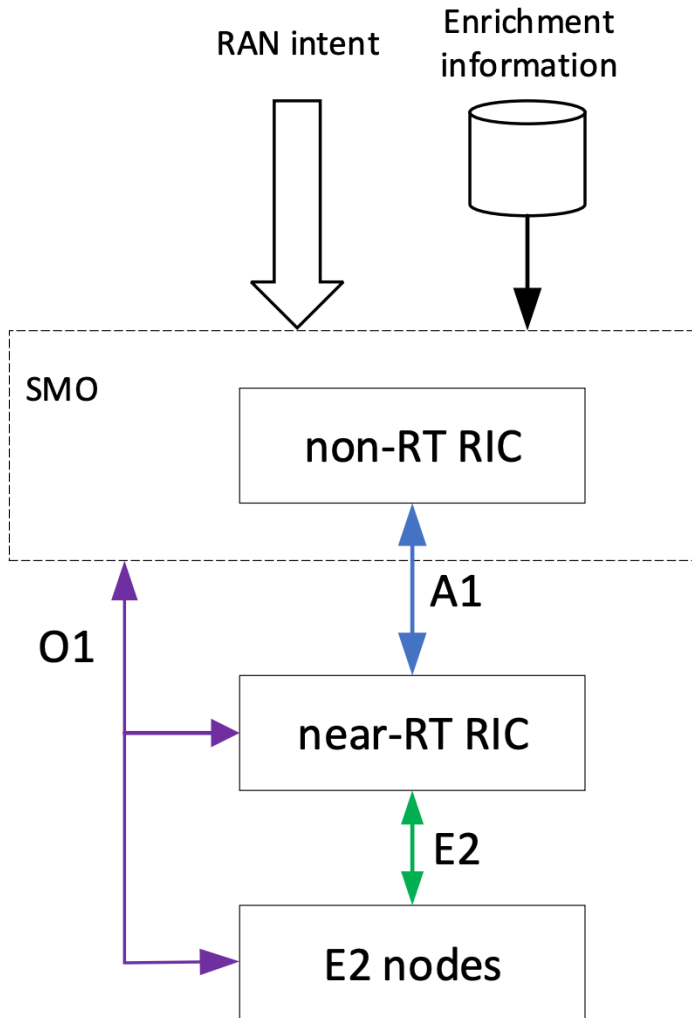 RAN intent
Enrichment
information
SMO
non-RT RIC
A1
O1
near-RT RIC
E2
E2 nodes